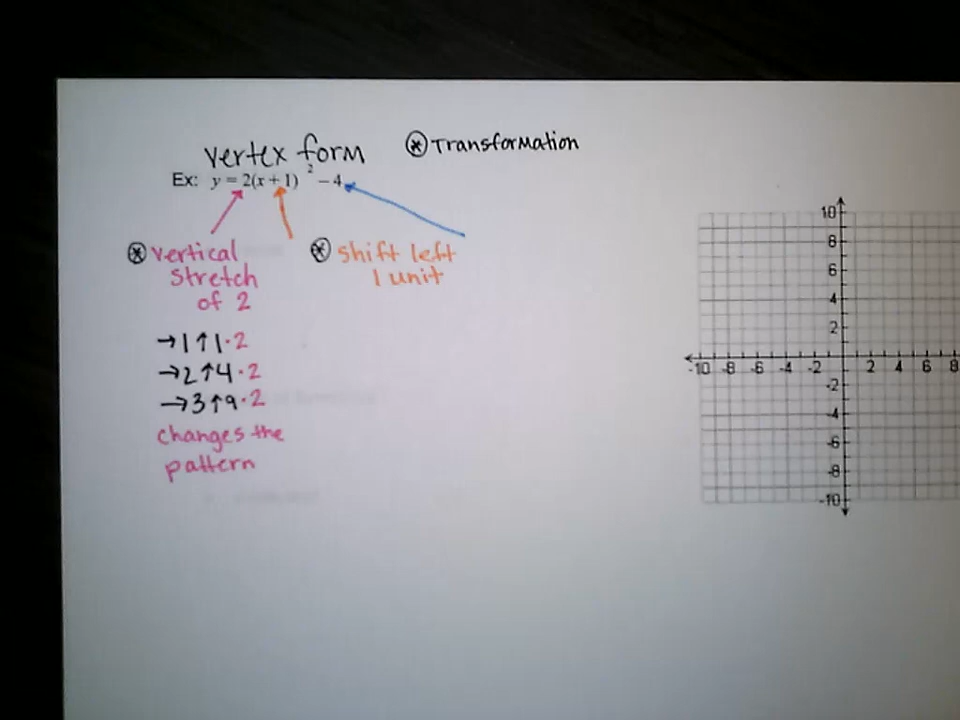 vertex form
⊛ Transformation
Ex: y = 2(x + 1)² – 4
⊛ vertical
stretch
of 2
⊛ shift left
1 unit
→1↑1·2
→2↑4·2
→3↑9·2
changes the
pattern
10
8
6
4
2
-10 -8 -6 -4 -2 2 4 6 8
-2
-4
-6
-8
-10